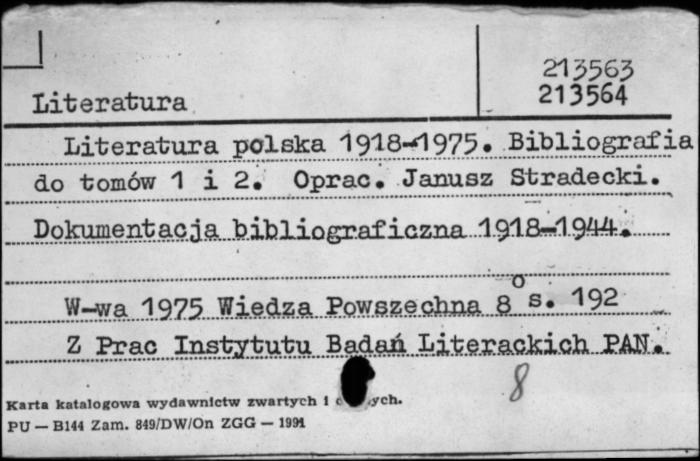 213563
213564
Literatura
Literatura polska 1918-1975. Bibliografia
do tomów 1 i 2. Oprac. Janusz Stradecki.
Dokumentacja bibliograficzna 1918-1944.
W-wa 1975 Wiedza Powszechna 8° s. 192
Z Prac Instytutu Badań Literackich PAN.
8
Karta katalogowa wydawnictw zwartych i
PU — B144 Zam. 849/DW/On ZGG — 1991